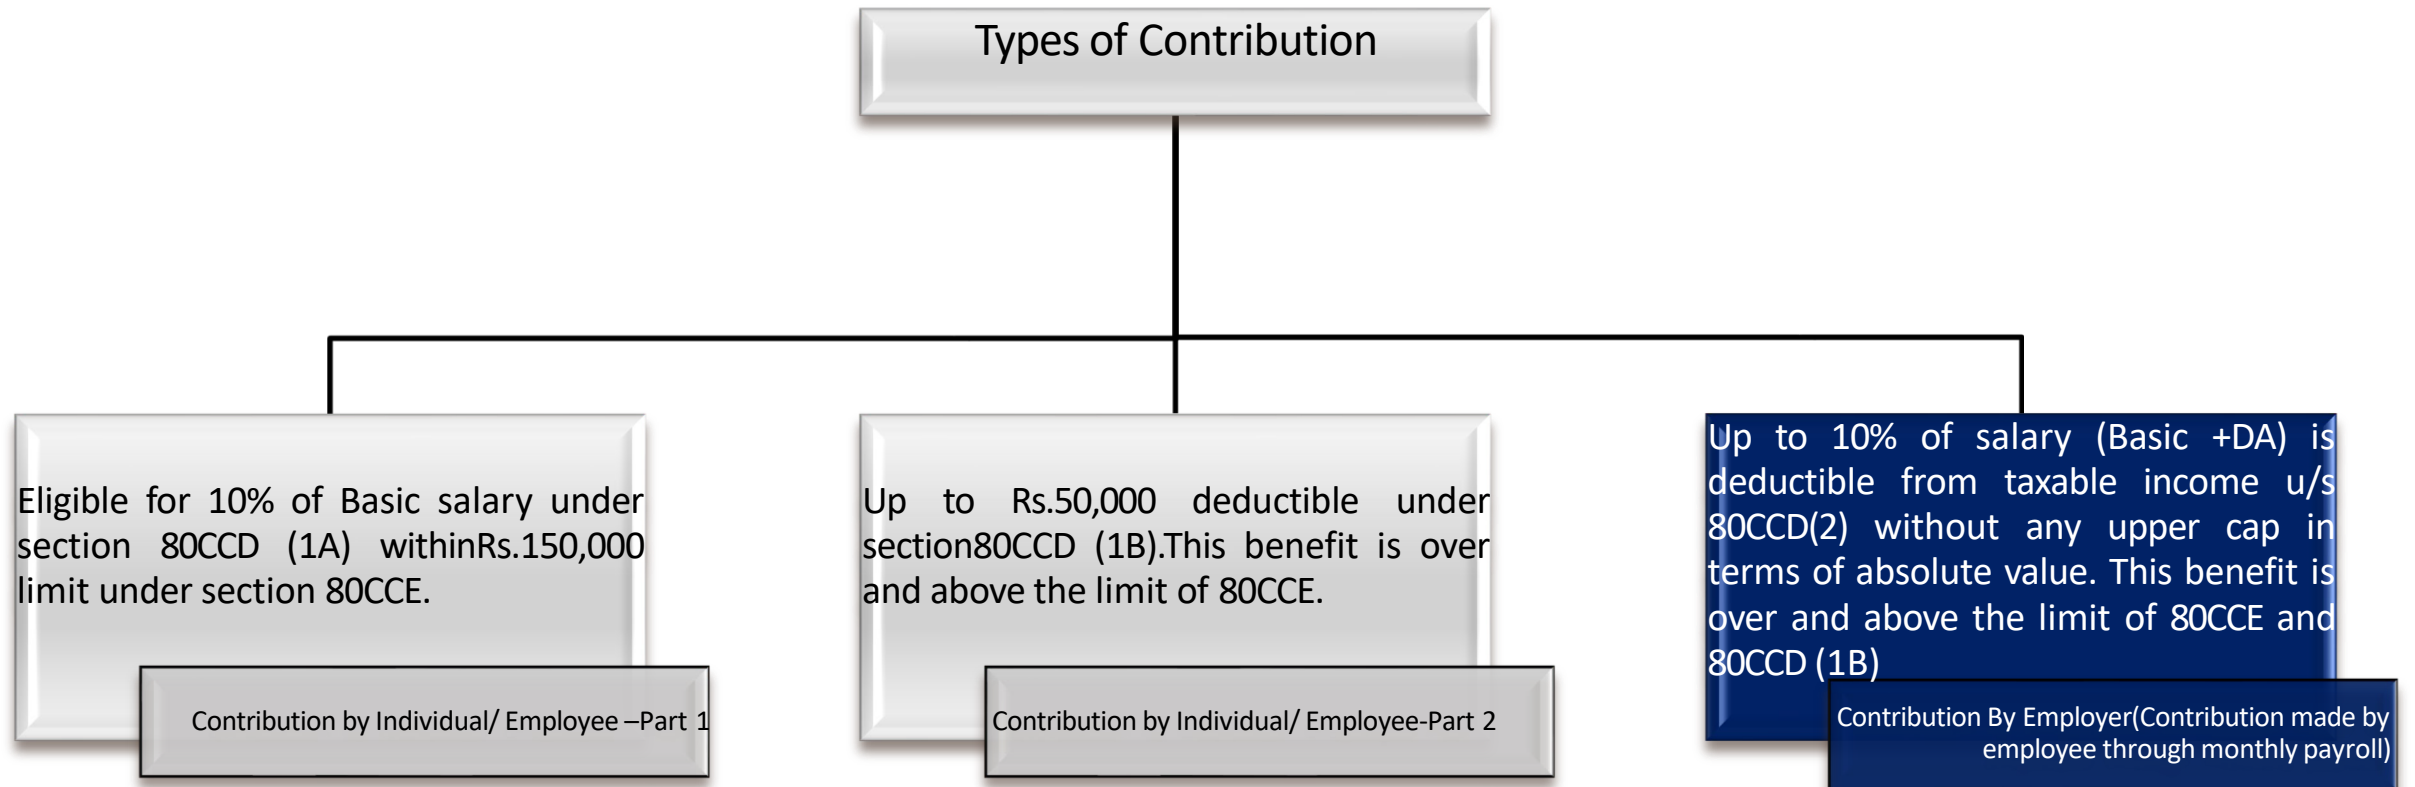 Types of Contribution
Eligible for 10% of Basic salary under
section 80CCD (1A) withinRs.150,000
limit under section 80CCE.
Contribution by Individual/ Employee –Part 1
Up to Rs.50,000 deductible under
section80CCD (1B).This benefit is over
and above the limit of 80CCE.
Contribution by Individual/ Employee-Part 2
Up to 10% of salary (Basic +DA) is
deductible from taxable income u/s
80CCD(2) without any upper cap in
terms of absolute value. This benefit is
over and above the limit of 80CCE and
80CCD (1B)
Contribution By Employer(Contribution made by
employee through monthly payroll)